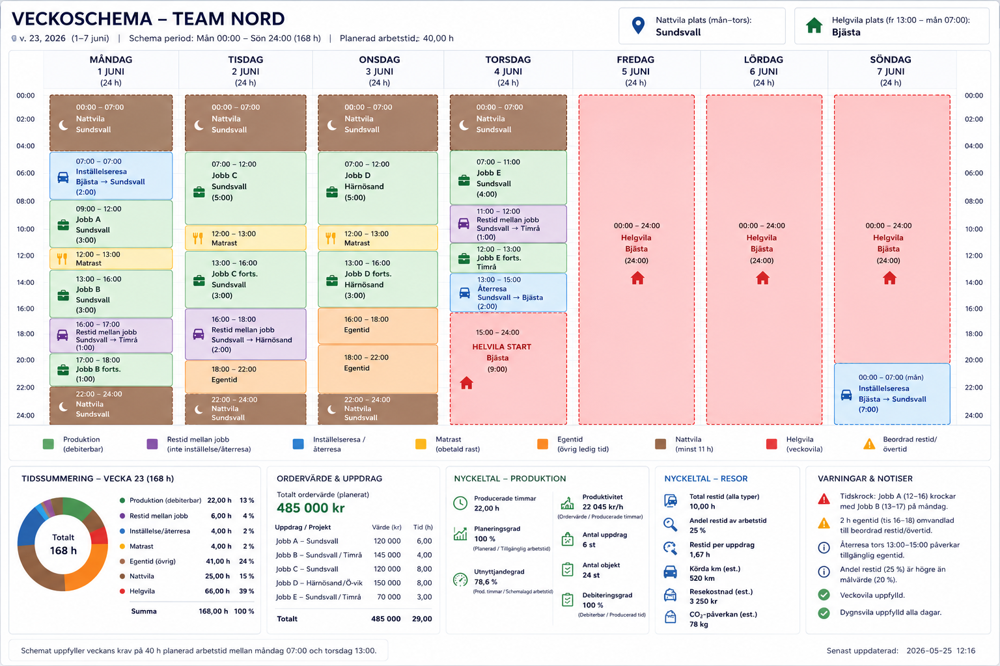 VECKOSCHEMA – TEAM NORD
v. 23, 2026 (1–7 juni) | Schema period: Mån 00:00 – Sön 24:00 (168 h) | Planerad arbetstid,: 40,00 h
Nattvila plats (mån–tors):
Sundsvall
Helgvila plats (fr 13:00 – mån 07:00):
Bjästa
MÅNDAG
1 JUNI
(24 h)
TISDAG
2 JUNI
(24 h)
ONSDAG
3 JUNI
(24 h)
TORSDAG
4 JUNI
(24 h)
FREDAG
5 JUNI
(24 h)
LÖRDAG
6 JUNI
(24 h)
SÖNDAG
7 JUNI
(24 h)
00:00
02:00
04:00
06:00
08:00
10:00
12:00
14:00
16:00
18:00
20:00
22:00
24:00
00:00 – 07:00
Nattvila
Sundsvall
07:00 – 07:00
Inställelseresa
Bjästa → Sundsvall
(2:00)
09:00 – 12:00
Jobb A
Sundsvall
(3:00)
12:00 – 13:00
Matrast
13:00 – 16:00
Jobb B
Sundsvall
(3:00)
16:00 – 17:00
Restid mellan jobb
Sundsvall → Timrå
(1:00)
17:00 – 18:00
Jobb B forts.
(1:00)
22:00 – 24:00
Nattvila
Sundsvall
00:00 – 07:00
Nattvila
Sundsvall
07:00 – 12:00
Jobb C
Sundsvall
(5:00)
12:00 – 13:00
Matrast
13:00 – 16:00
Jobb C forts.
Sundsvall
(3:00)
16:00 – 18:00
Restid mellan jobb
Sundsvall → Härnösand
(2:00)
18:00 – 22:00
Egentid
22:00 – 24:00
Nattvila
Sundsvall
00:00 – 07:00
Nattvila
Sundsvall
07:00 – 12:00
Jobb D
Härnösand
(5:00)
12:00 – 13:00
Matrast
13:00 – 16:00
Jobb D forts.
Härnösand
(3:00)
16:00 – 18:00
Egentid
18:00 – 22:00
Egentid
22:00 – 24:00
Nattvila
Sundsvall
00:00 – 07:00
Nattvila
Sundsvall
07:00 – 11:00
Jobb E
Sundsvall
(4:00)
11:00 – 12:00
Restid mellan jobb
Sundsvall → Timrå
(1:00)
12:00 – 13:00
Jobb E forts.
Timrå
13:00 – 15:00
Återresa
Sundsvall → Bjästa
(2:00)
15:00 – 24:00
HELVILA START
Bjästa
(9:00)
00:00 – 24:00
Helgvila
Bjästa
(24:00)
00:00 – 24:00
Helgvila
Bjästa
(24:00)
00:00 – 24:00
Helgvila
Bjästa
(24:00)
00:00 – 07:00 (mån)
Inställelseresa
Bjästa → Sundsvall
(7:00)
00:00
02:00
04:00
06:00
08:00
10:00
12:00
14:00
16:00
18:00
20:00
22:00
24:00
Produktion
(debiterbar)
Restid mellan jobb
(inte inställelse/återresa)
Inställelseresa /
återresa
Matrast
(obetald rast)
Egentid
(övrig ledig tid)
Nattvila
(minst 11 h)
Helgvila
(veckovila)
Beordrad restid/
övertid
TIDSSUMMERING – VECKA 23 (168 h)
Totalt
168 h
Produktion (debiterbar) 22,00 h 13 %
Restid mellan jobb 6,00 h 4 %
Inställelse/återresa 4,00 h 2 %
Matrast 4,00 h 2 %
Egentid (övrig) 41,00 h 24 %
Nattvila 25,00 h 15 %
Helgvila 66,00 h 39 %
Summa 168,00 h 100 %
ORDERVÄRDE & UPPDRAG
Totalt ordervärde (planerat)
485 000 kr
Uppdrag / Projekt Värde (kr) Tid (h)
Jobb A – Sundsvall 120 000 6,00
Jobb B – Sundsvall / Timrå 145 000 4,00
Jobb C – Sundsvall 120 000 8,00
Jobb D – Härnösand/Ö-vik 150 000 8,00
Jobb E – Sundsvall / Timrå 70 000 3,00
Totalt 485 000 29,00
NYCKELTAL – PRODUKTION
Producerade timmar
22,00 h
Planeringsgrad
100 %
(Planerad / Tillgänglig arbetstid)
Utnyttjandegrad
78,6 %
(Prod. timmar / Schemalagd arbetstid)
Produktivitet
22 045 kr/h
(Ordervärde / Producerade timmar)
Antal uppdrag
6 st
Antal objekt
24 st
Debiteringsgrad
100 %
(Debiterbar / Producerad tid)
NYCKELTAL – RESOR
Total restid (alla typer)
10,00 h
Andel restid av arbetstid
25 %
Restid per uppdrag
1,67 h
Körda km (est.)
520 km
Resekostnad (est.)
3 250 kr
CO₂-påverkan (est.)
78 kg
VARNINGAR & NOTISER
Tidskrock: Jobb A (12–16) krockar
med Jobb B (13–17) på måndag.
2 h egentid (tis 16–18) omvandlad
till beordrad restid/övertid.
Återresa tors 13:00–15:00 påverkar
tillgänglig egentid.
Andel restid (25 %) är högre än
målvärde (20 %).
Veckovila uppfylld.
Dygnsvila uppfylld alla dagar.
Schemat uppfyller veckans krav på 40 h planerad arbetstid mellan måndag 07:00 och torsdag 13:00.
Senast uppdaterad: 2026-05-25 12:16